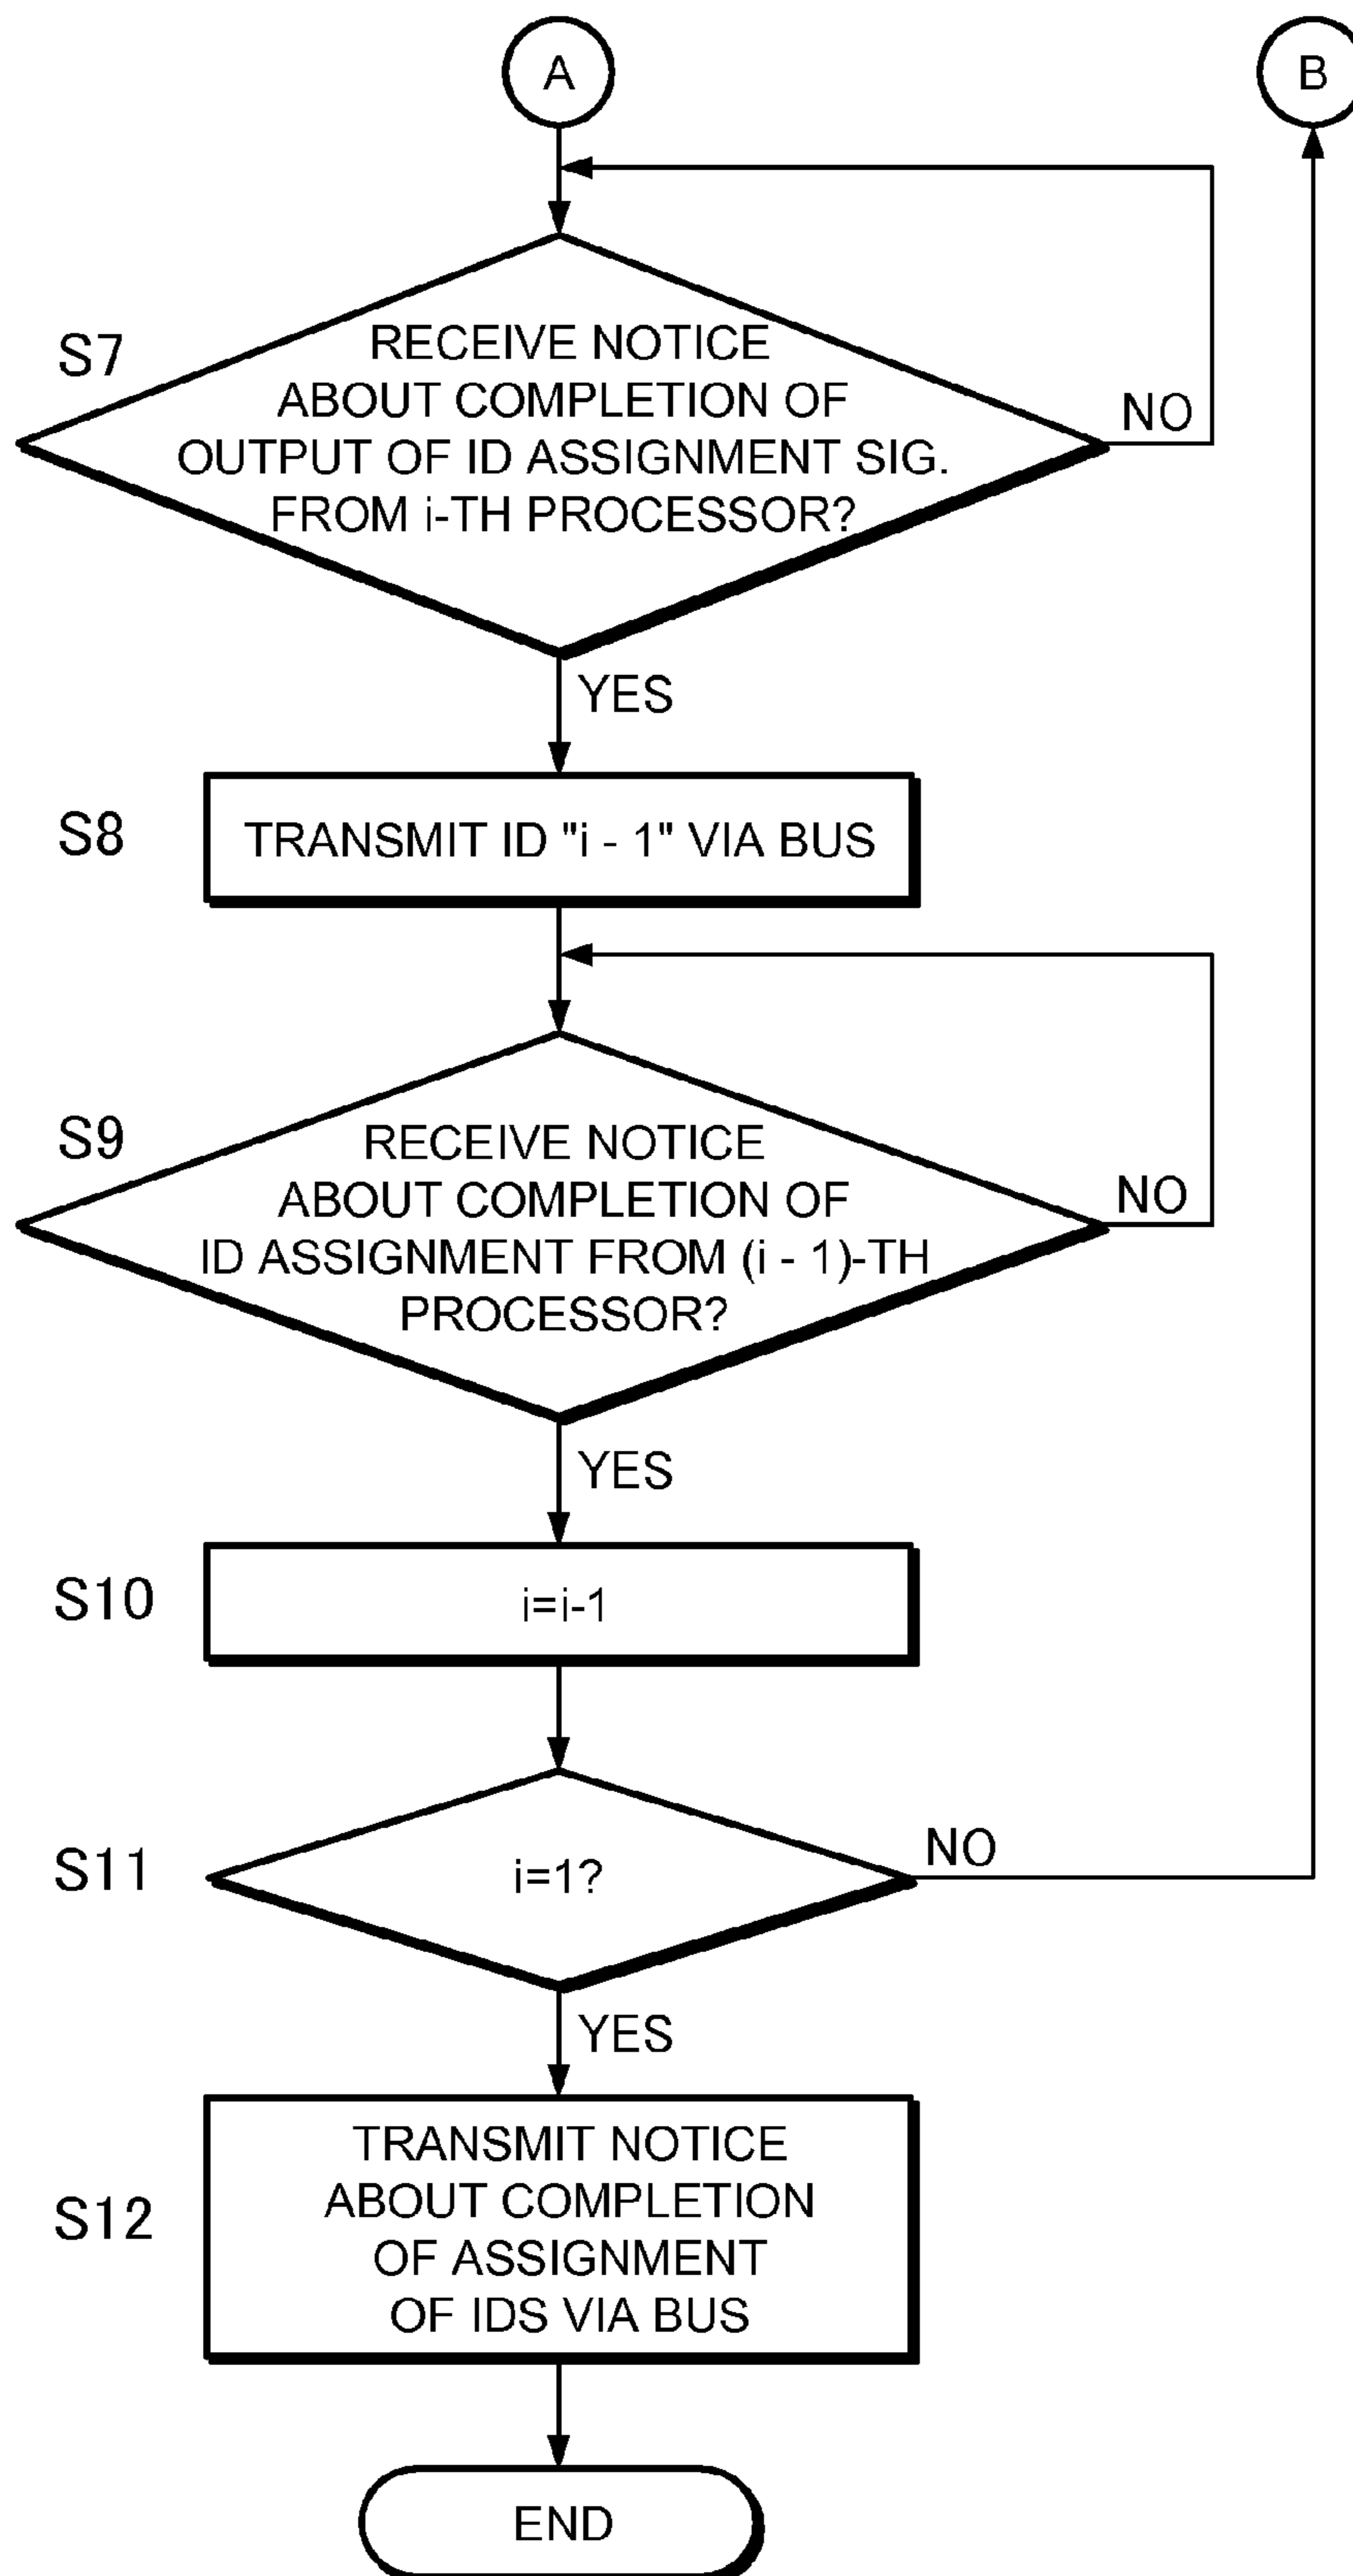 A
B
S7
RECEIVE NOTICE
ABOUT COMPLETION OF
OUTPUT OF ID ASSIGNMENT SIG.
FROM i-TH PROCESSOR?
NO
YES
S8
TRANSMIT ID "i - 1" VIA BUS
S9
RECEIVE NOTICE
ABOUT COMPLETION OF
ID ASSIGNMENT FROM (i - 1)-TH
PROCESSOR?
NO
YES
S10
i=i-1
S11
i=1?
NO
YES
S12
TRANSMIT NOTICE
ABOUT COMPLETION
OF ASSIGNMENT
OF IDS VIA BUS
END